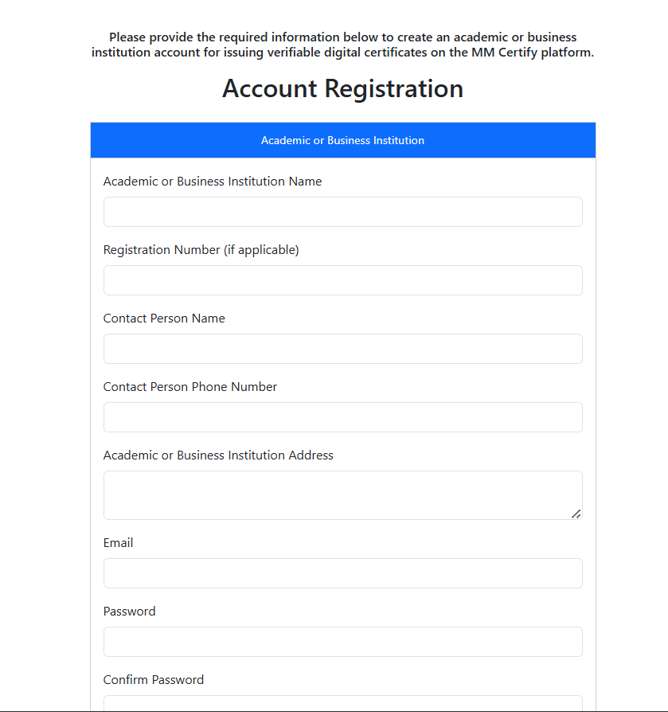 Please provide the required information below to create an academic or business
institution account for issuing verifiable digital certificates on the MM Certify platform.
Account Registration
Academic or Business Institution
Academic or Business Institution Name
Registration Number (if applicable)
Contact Person Name
Contact Person Phone Number
Academic or Business Institution Address
Email
Password
Confirm Password